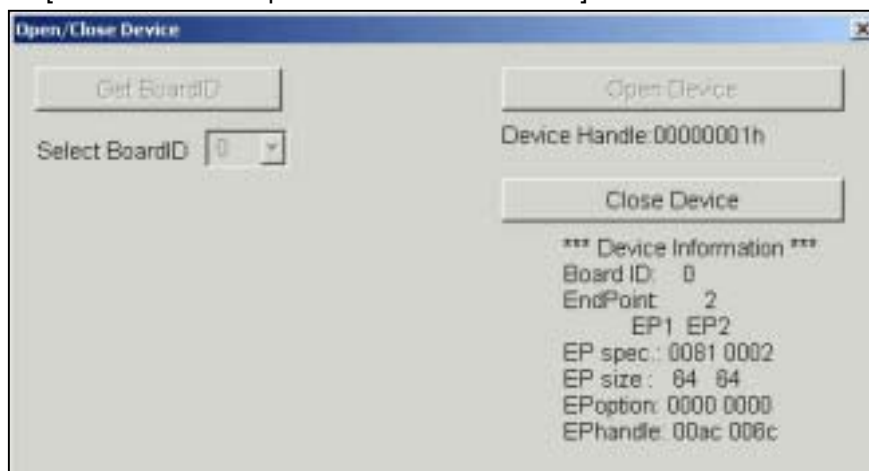 Open/Close Device
Get BoardID
Open Device
Select BoardID 0
Device Handle:00000001h
Close Device
*** Device Information ***
Board ID: 0
EndPoint: 2
EP1 EP2
EP spec.: 0081 0002
EP size : 64 64
EPoption: 0000 0000
EPhandle: 00ac 006c